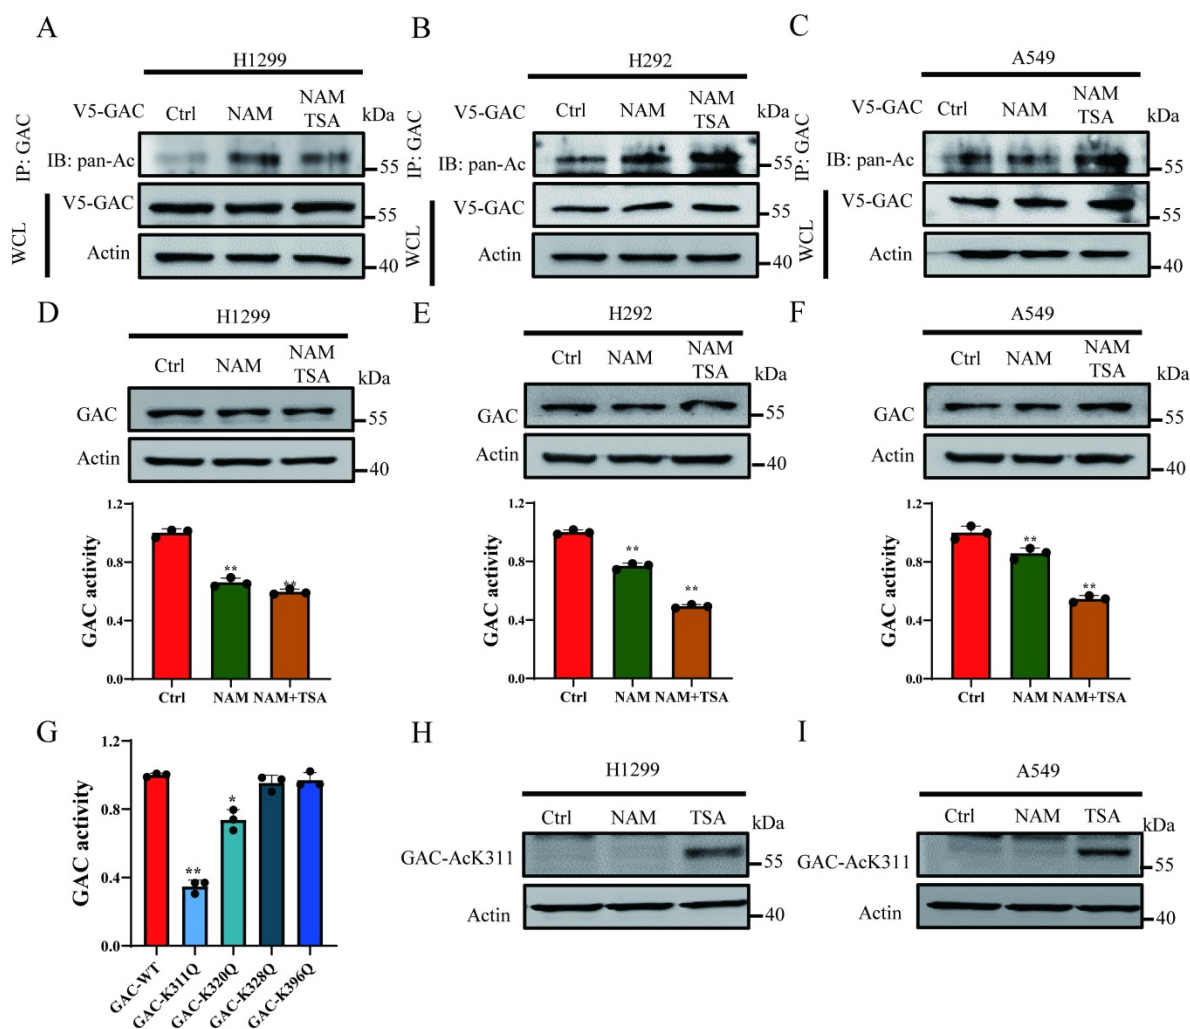 A
H1299
V5-GAC
Ctrl
NAM
NAM
TSA
kDa
IP: GAC
IB: pan-Ac
55
WCL
V5-GAC
55
Actin
40
B
H292
V5-GAC
Ctrl
NAM
NAM
TSA
kDa
IP: GAC
IB: pan-Ac
55
WCL
V5-GAC
55
Actin
40
C
A549
V5-GAC
Ctrl
NAM
NAM
TSA
kDa
IP: GAC
IB: pan-Ac
55
WCL
V5-GAC
55
Actin
40
D
H1299
Ctrl
NAM
NAM
TSA
kDa
GAC
55
Actin
40
GAC activity
1.2
0.8
0.4
0.0
**
**
Ctrl
NAM
NAM+TSA
E
H292
Ctrl
NAM
NAM
TSA
kDa
GAC
55
Actin
40
GAC activity
1.2
0.8
0.4
0.0
**
**
Ctrl
NAM
NAM+TSA
F
A549
Ctrl
NAM
NAM
TSA
kDa
GAC
55
Actin
40
GAC activity
1.2
0.8
0.4
0.0
**
**
Ctrl
NAM
NAM+TSA
G
GAC activity
1.2
0.8
0.4
0.0
**
*
GAC-WT
GAC-K311Q
GAC-K320Q
GAC-K328Q
GAC-K396Q
H
H1299
Ctrl
NAM
TSA
kDa
GAC-AcK311
55
Actin
40
I
A549
Ctrl
NAM
TSA
kDa
GAC-AcK311
55
Actin
40